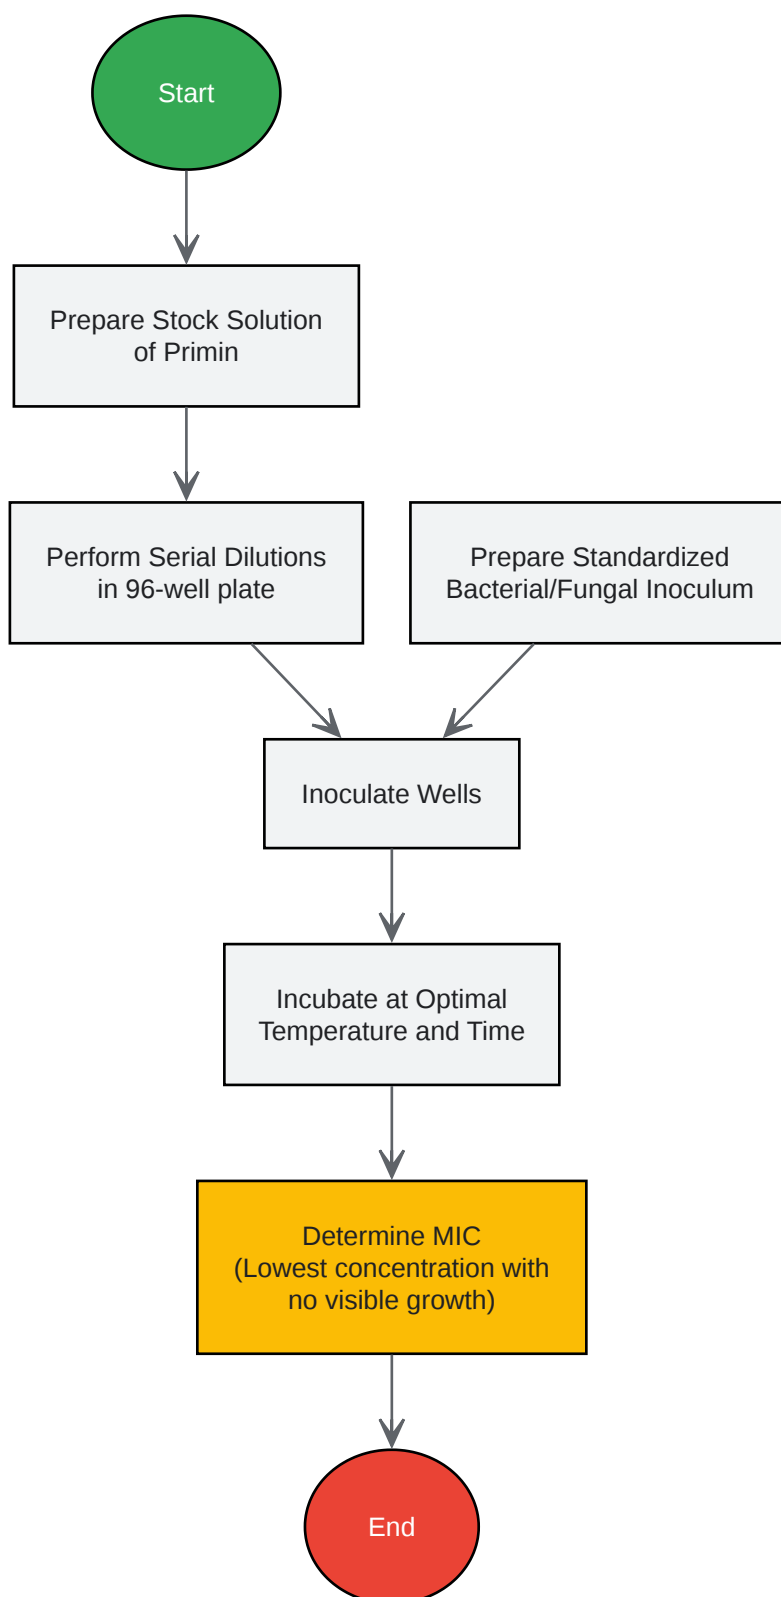 Start
Prepare Stock Solution
of Primin
Perform Serial Dilutions
in 96-well plate
Prepare Standardized
Bacterial/Fungal Inoculum
Inoculate Wells
Incubate at Optimal
Temperature and Time
Determine MIC
(Lowest concentration with
no visible growth)
End